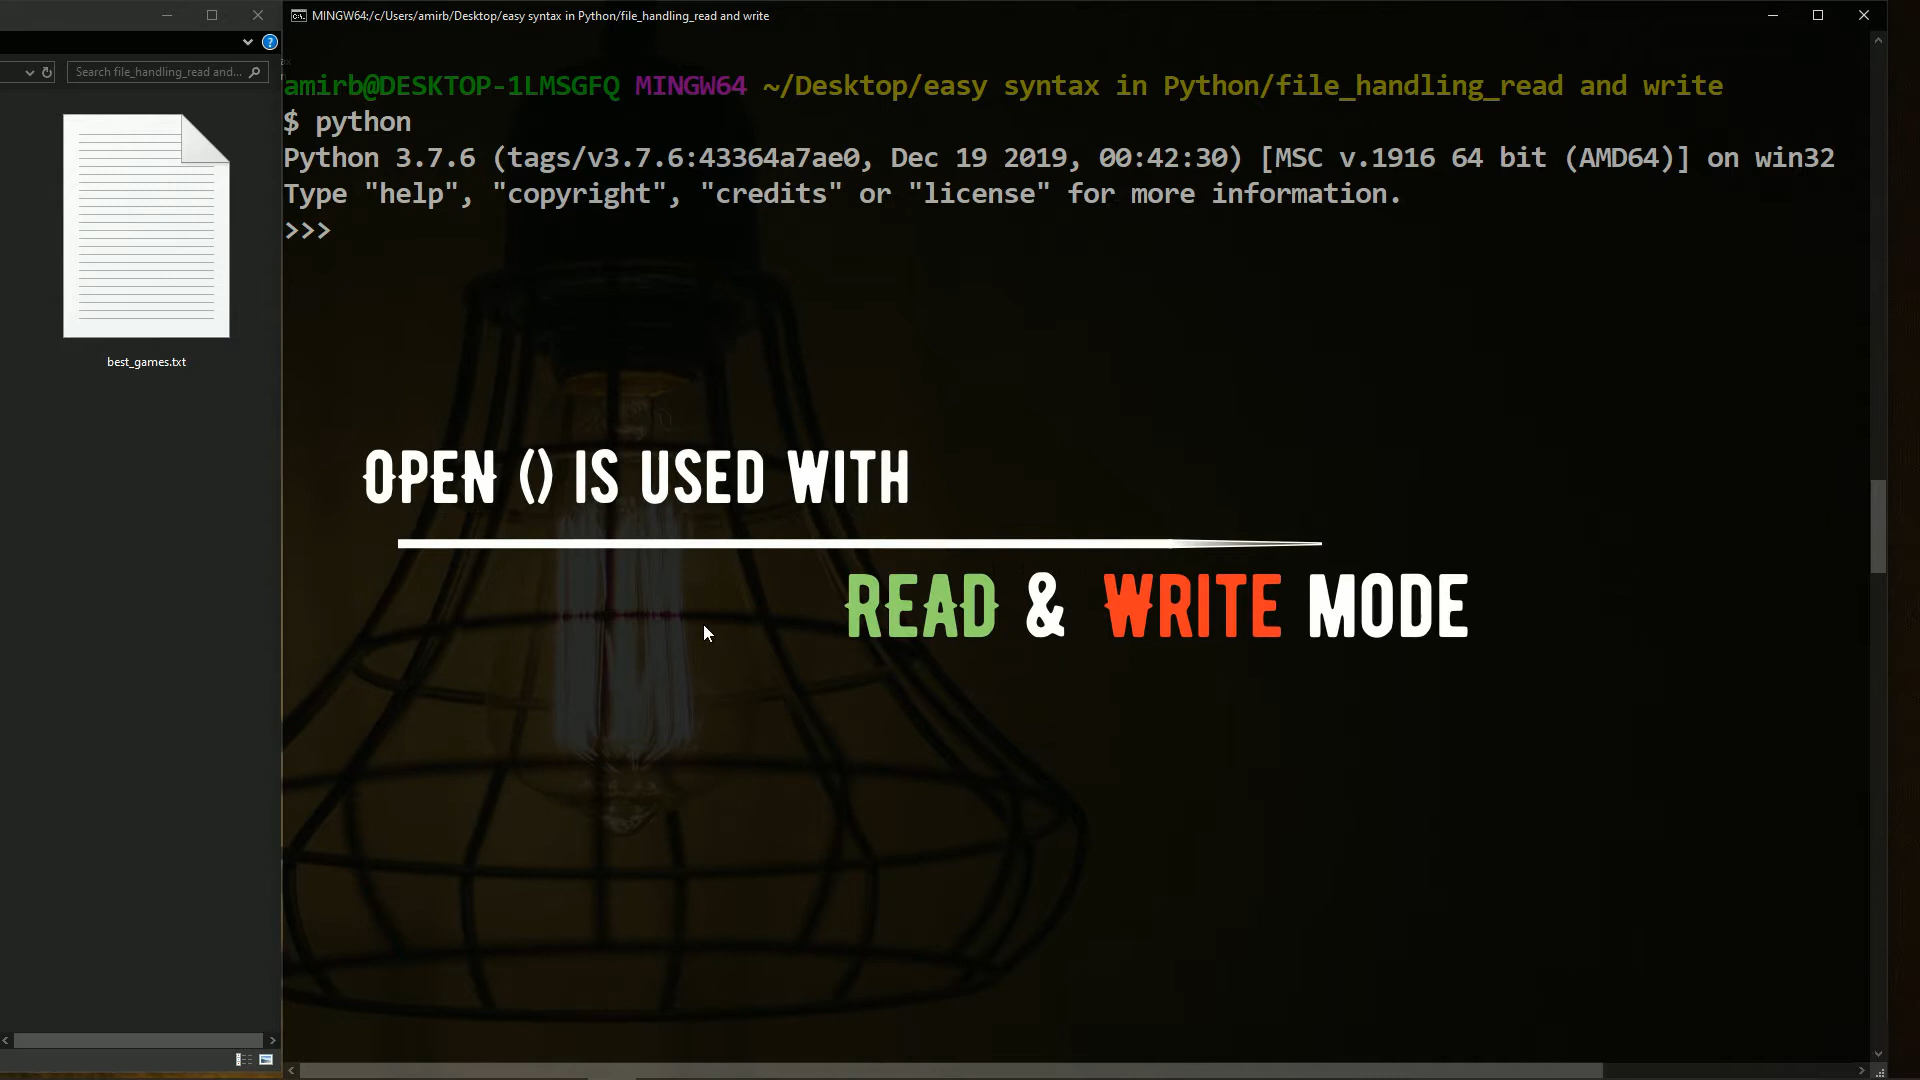 MINGW64:/c/Users/amirb/Desktop/easy syntax in Python/file_handling_read and write
Search file_handling_read and...
best_games.txt
amirb@DESKTOP-1LMSGFQ MINGW64 ~/Desktop/easy syntax in Python/file_handling_read and write
$ python
Python 3.7.6 (tags/v3.7.6:43364a7ae0, Dec 19 2019, 00:42:30) [MSC v.1916 64 bit (AMD64)] on win32
Type "help", "copyright", "credits" or "license" for more information.
>>>
OPEN () IS USED WITH
READ & WRITE MODE